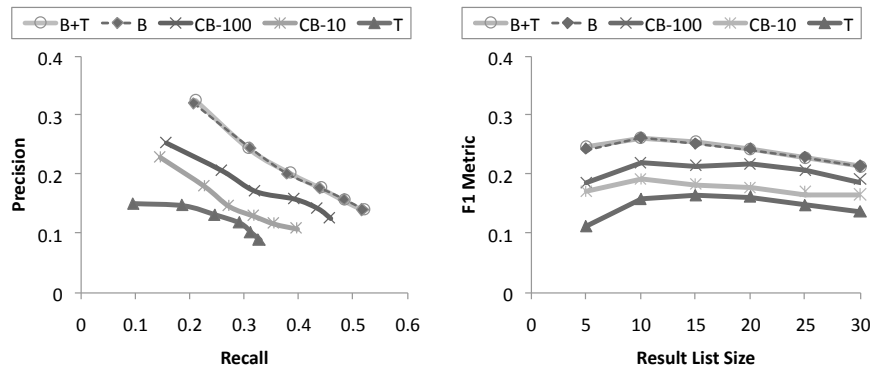 B+T B CB-100 CB-10 T
0.4
0.3
0.2
0.1
0
Precision
0 0.1 0.2 0.3 0.4 0.5 0.6
Recall
B+T B CB-100 CB-10 T
0.4
0.3
0.2
0.1
0
F1 Metric
0 5 10 15 20 25 30
Result List Size